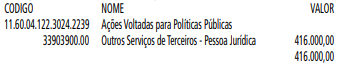 CODIGO NOME VALOR
11.60.04.122.3024.2239 Ações Voltadas para Políticas Públicas
33903900.00 Outros Serviços de Terceiros - Pessoa Jurídica 416.000,00
416.000,00